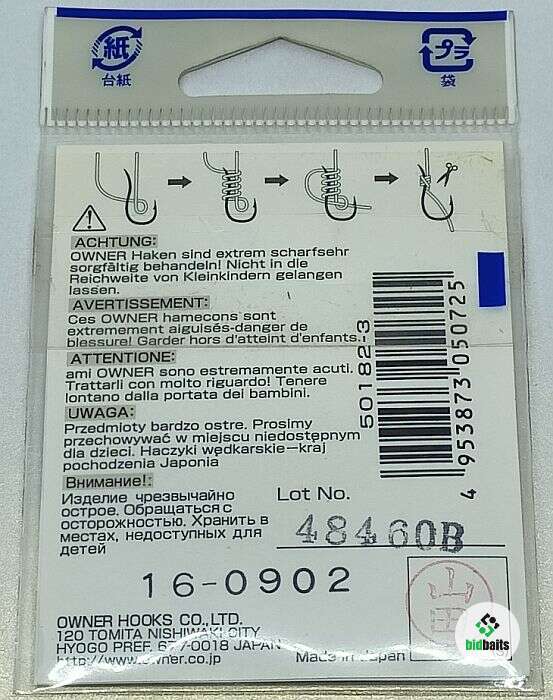 紙
台紙
プラ
袋
ACHTUNG:
OWNER Haken sind extrem scharfsehr
sorgfältig behandeln! Nicht in die
Reichweite von Kleinkindern gelangen
lassen.
AVERTISSEMENT:
Ces OWNER hamecons sont
extremement aiguisés-danger de
blessure! Garder hors d'atteint d'enfants.
ATTENTIONE:
ami OWNER sono estremamente acuti.
Trattarli con molto riguardo! Tenere
lontano dalla portata dei bambini.
UWAGA:
Przedmioty bardzo ostre. Prosimy
przechowywać w miejscu niedostępnym
dla dzieci. Haczyki wędkarskie-kraj
pochodzenia Japonia
Внимание!:
Изделие чрезвычайно
острое. Обращаться с
осторожностью. Хранить в
местах, недоступных для
детей
50182-3
4 953873 050725
Lot No.
48460B
16-0902
OWNER HOOKS CO.,LTD.
120 TOMITA NISHIWAKI CITY
HYOGO PREF. 677-0018 JAPAN
http://www.owner.co.jp
Made in Japan
山
bidbaits